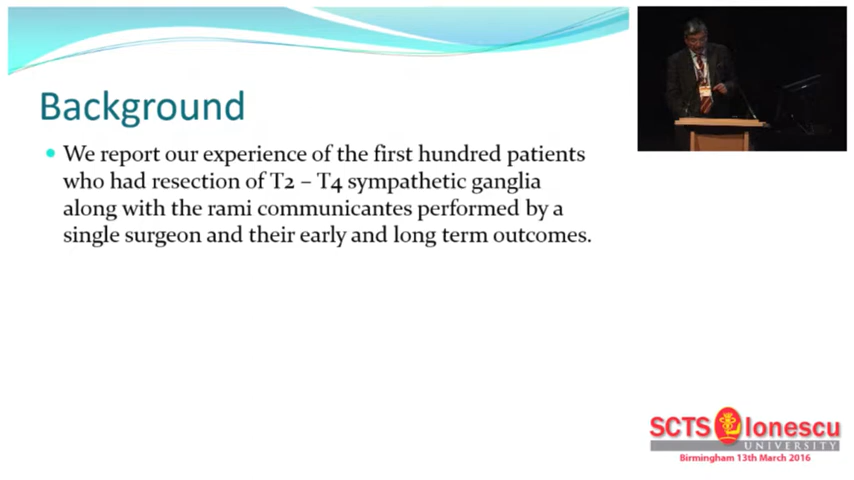 Background
• We report our experience of the first hundred patients
who had resection of T2 – T4 sympathetic ganglia
along with the rami communicantes performed by a
single surgeon and their early and long term outcomes.
SCTS Ionescu
UNIVERSITY
Birmingham 13th March 2016